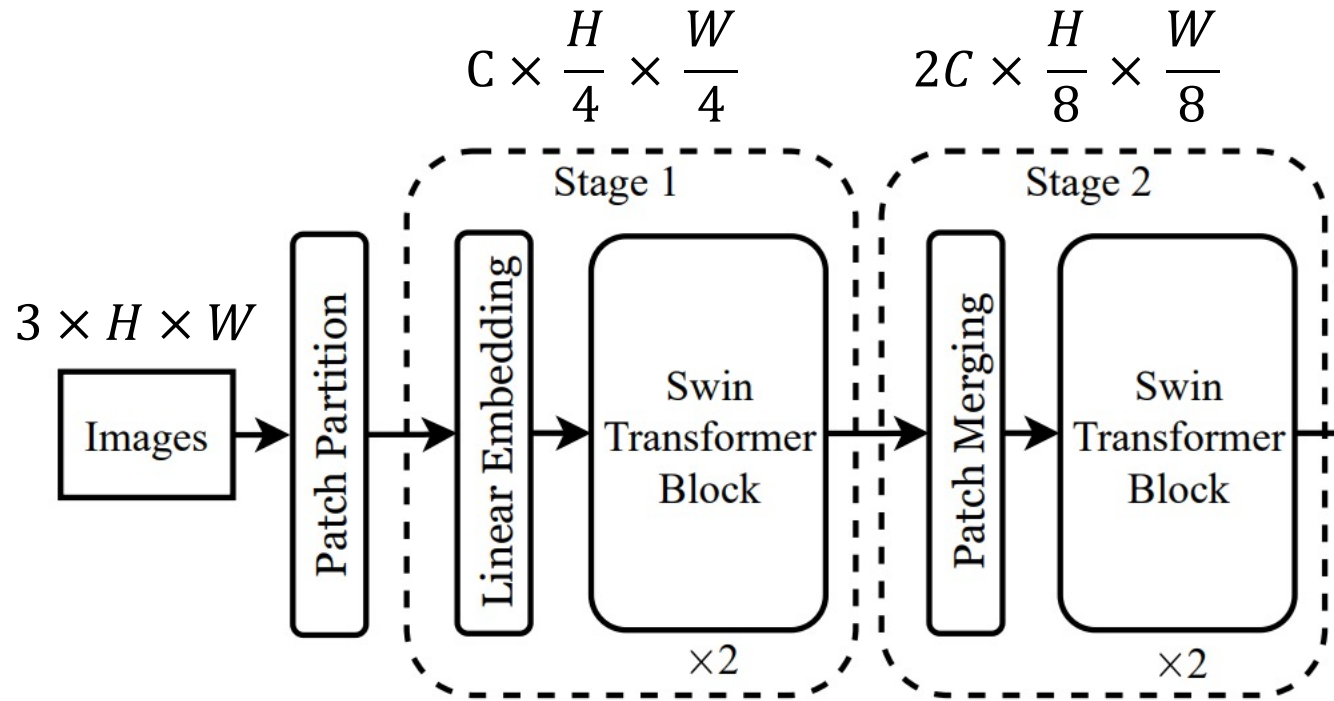 C × H/4 × W/4
2C × H/8 × W/8
Stage 1
Stage 2
3 × H × W
Images
Patch Partition
Linear Embedding
Swin
Transformer
Block
×2
Patch Merging
Swin
Transformer
Block
×2